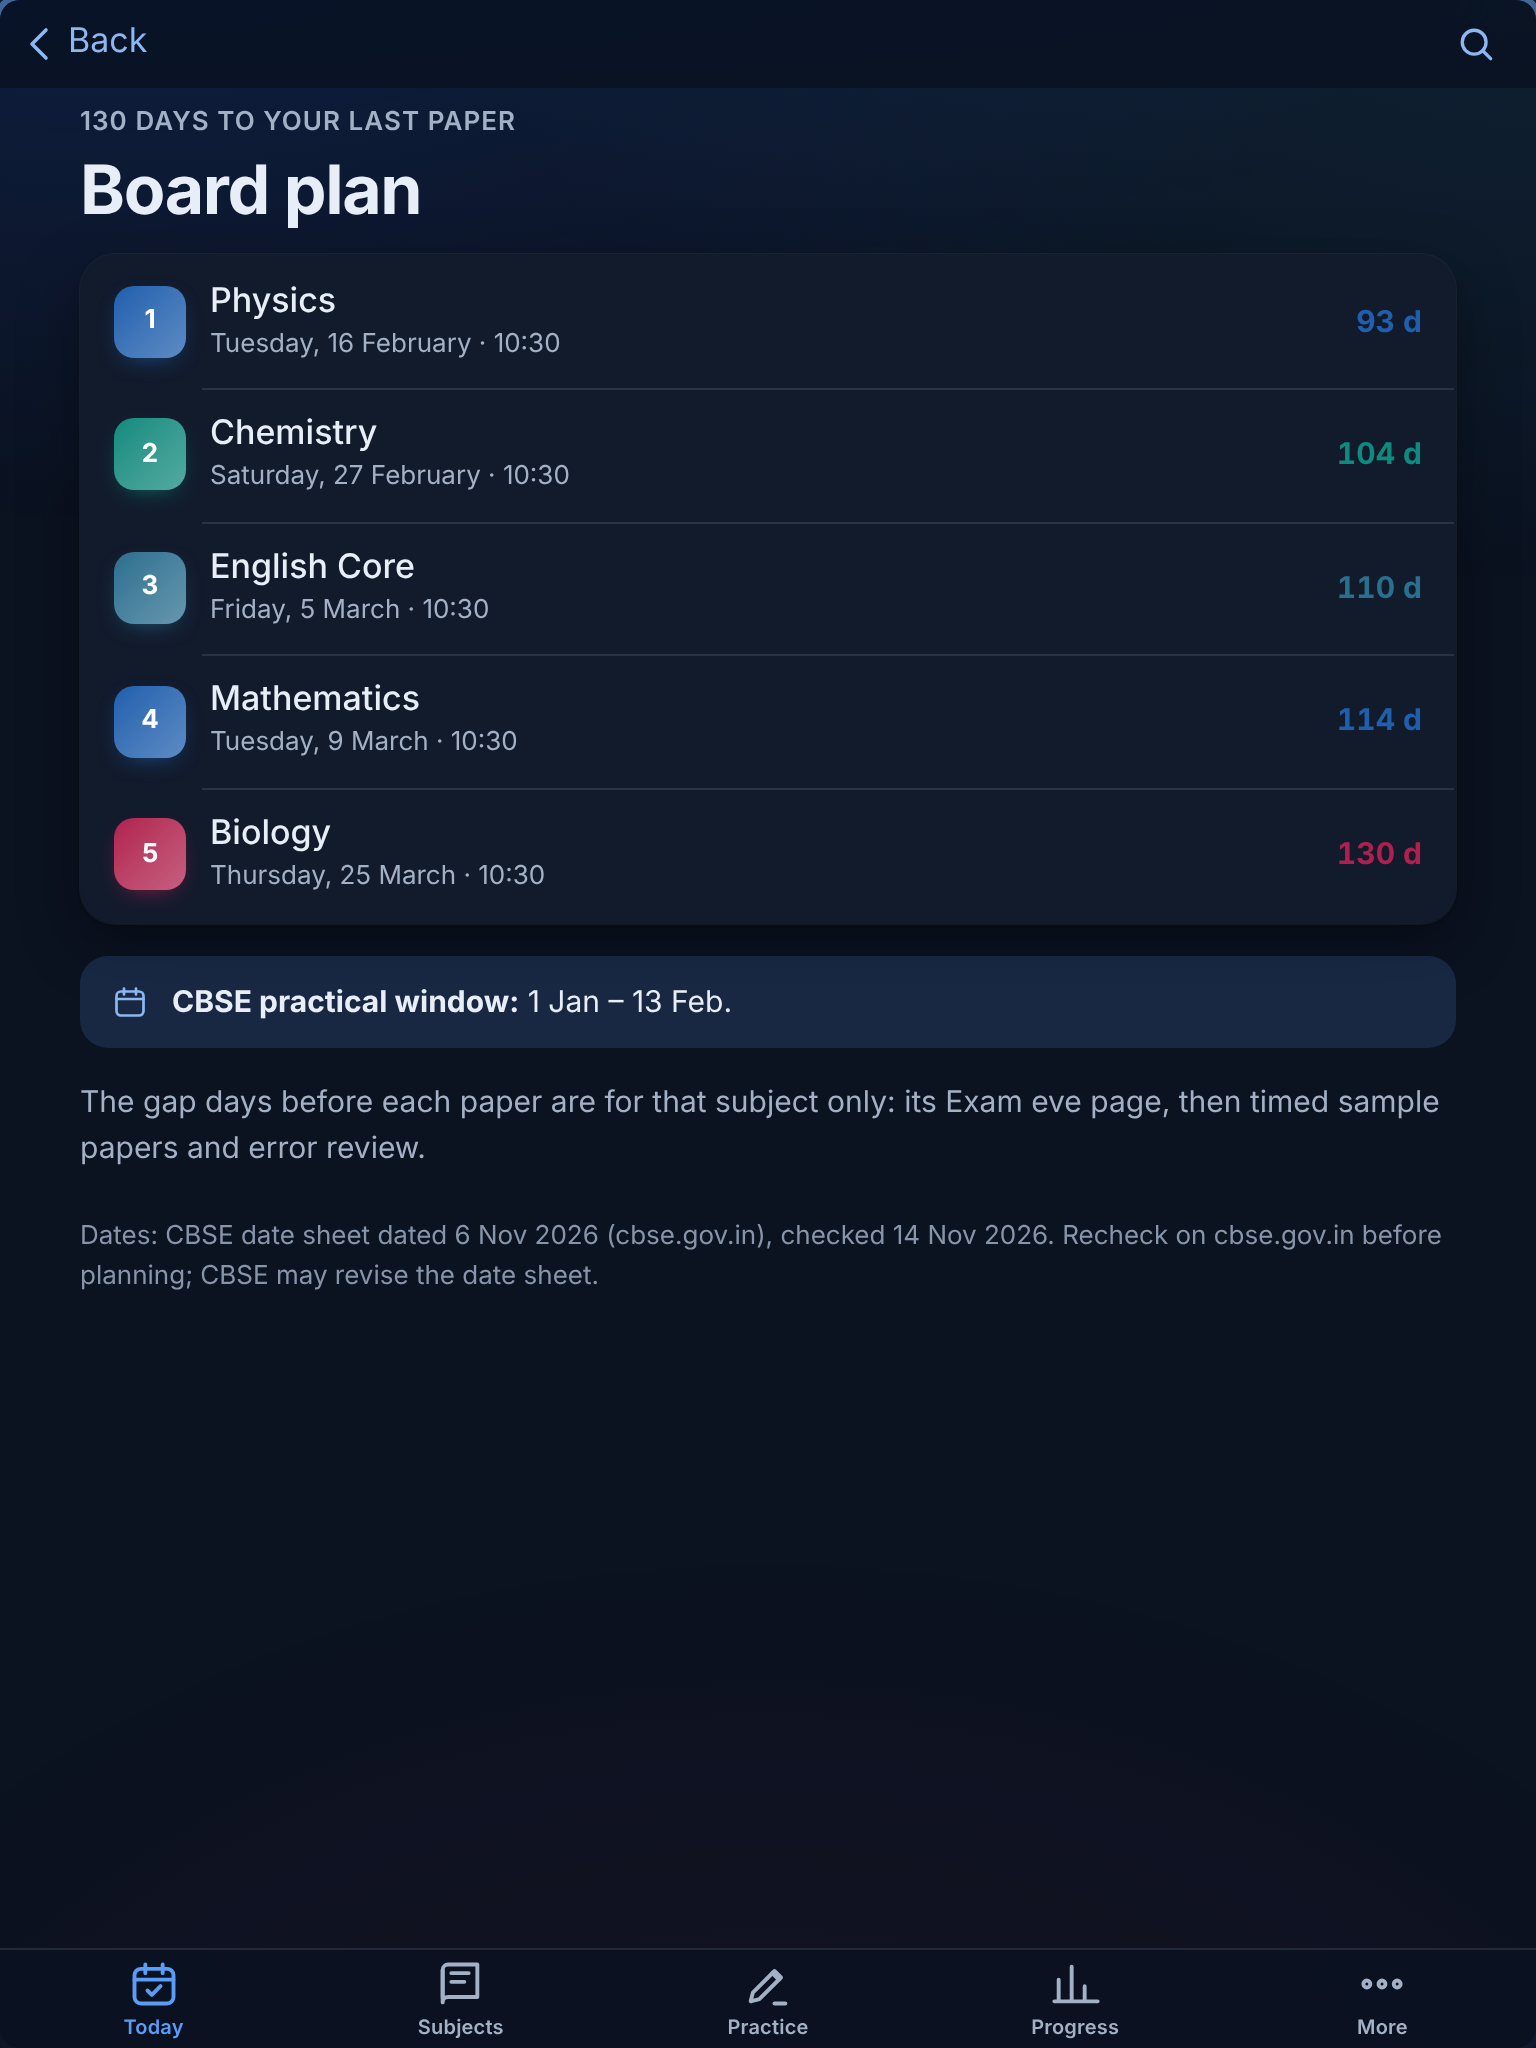 Back
130 DAYS TO YOUR LAST PAPER
Board plan
1
Physics
Tuesday, 16 February · 10:30
93 d
2
Chemistry
Saturday, 27 February · 10:30
104 d
3
English Core
Friday, 5 March · 10:30
110 d
4
Mathematics
Tuesday, 9 March · 10:30
114 d
5
Biology
Thursday, 25 March · 10:30
130 d
CBSE practical window: 1 Jan – 13 Feb.
The gap days before each paper are for that subject only: its Exam eve page, then timed sample
papers and error review.
Dates: CBSE date sheet dated 6 Nov 2026 (cbse.gov.in), checked 14 Nov 2026. Recheck on cbse.gov.in before
planning; CBSE may revise the date sheet.
Today
Subjects
Practice
Progress
More